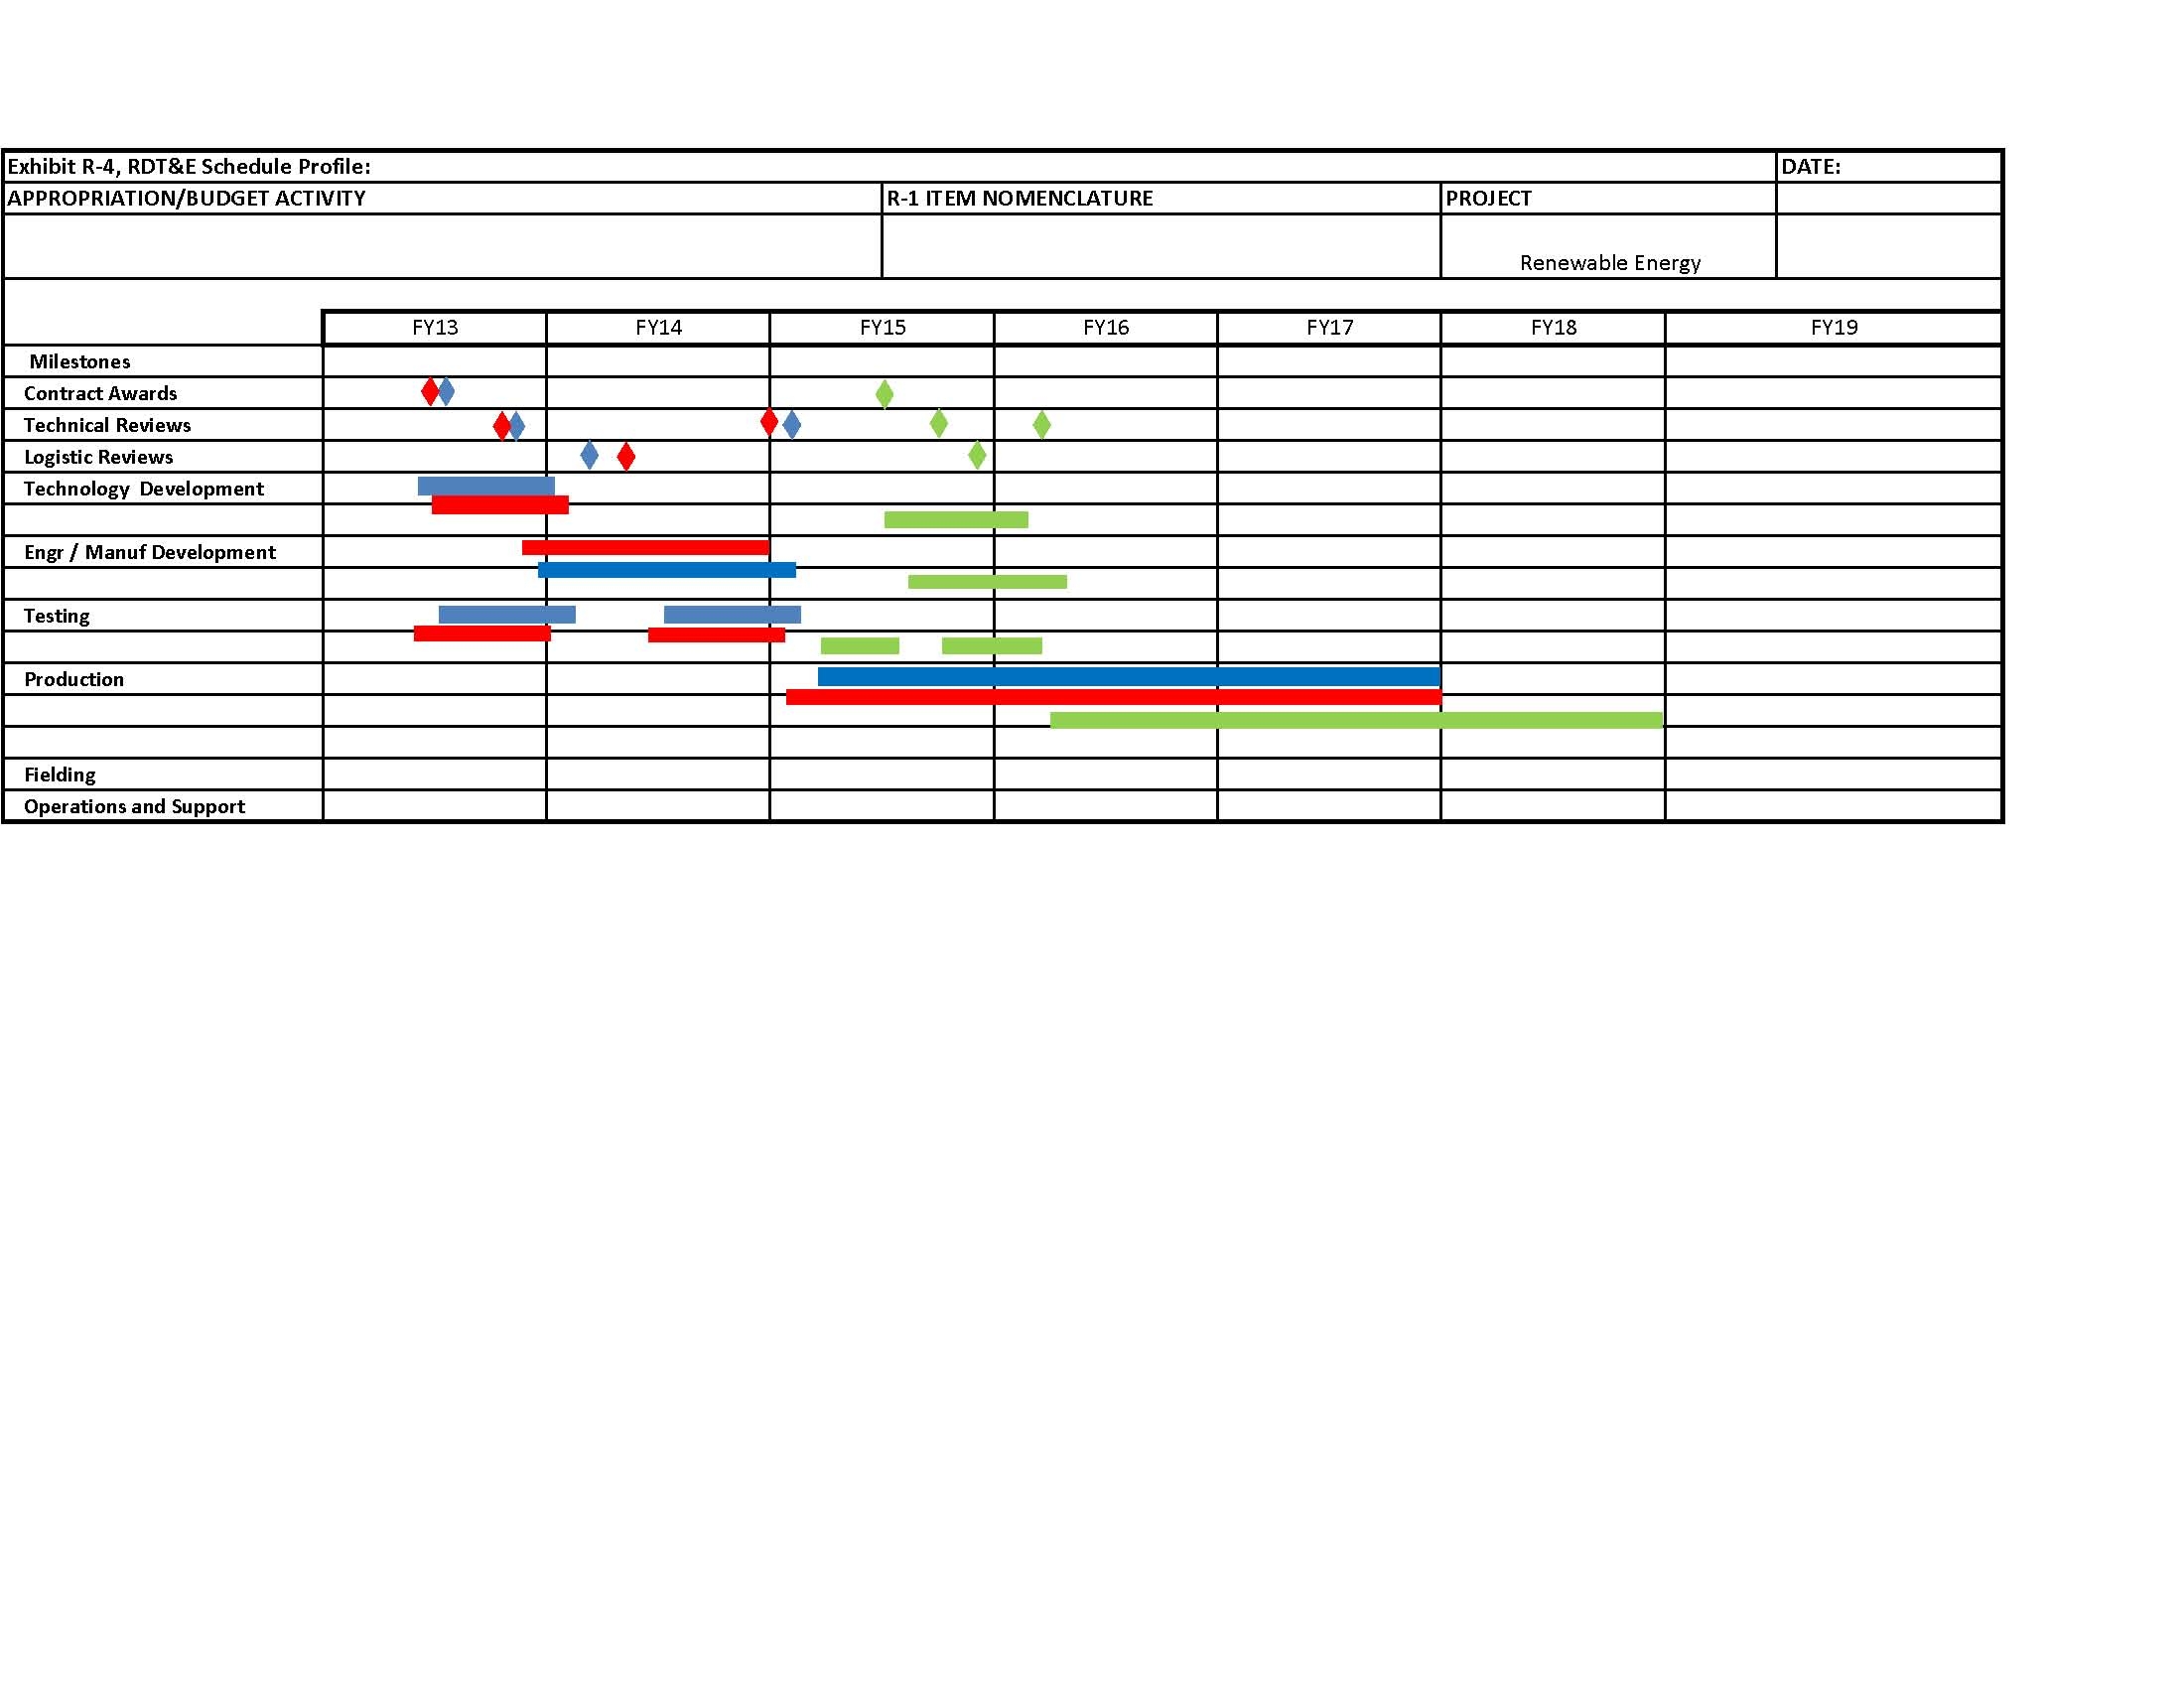 Exhibit R-4, RDT&E Schedule Profile: DATE:
APPROPRIATION/BUDGET ACTIVITY R-1 ITEM NOMENCLATURE PROJECT
Renewable Energy
FY13 FY14 FY15 FY16 FY17 FY18 FY19
Milestones
Contract Awards
Technical Reviews
Logistic Reviews
Technology Development
Engr / Manuf Development
Testing
Production
Fielding
Operations and Support